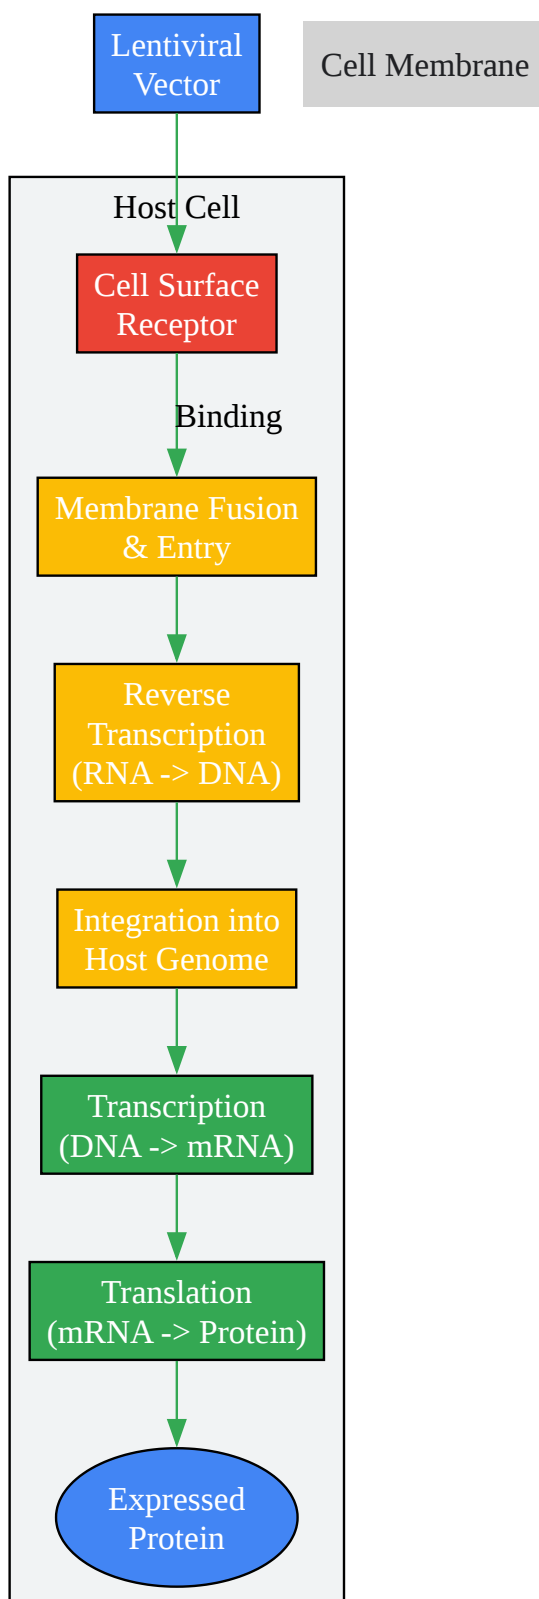 Lentiviral
Vector
Cell Membrane
Host Cell
Cell Surface
Receptor
Binding
Membrane Fusion
& Entry
Reverse
Transcription
(RNA -> DNA)
Integration into
Host Genome
Transcription
(DNA -> mRNA)
Translation
(mRNA -> Protein)
Expressed
Protein